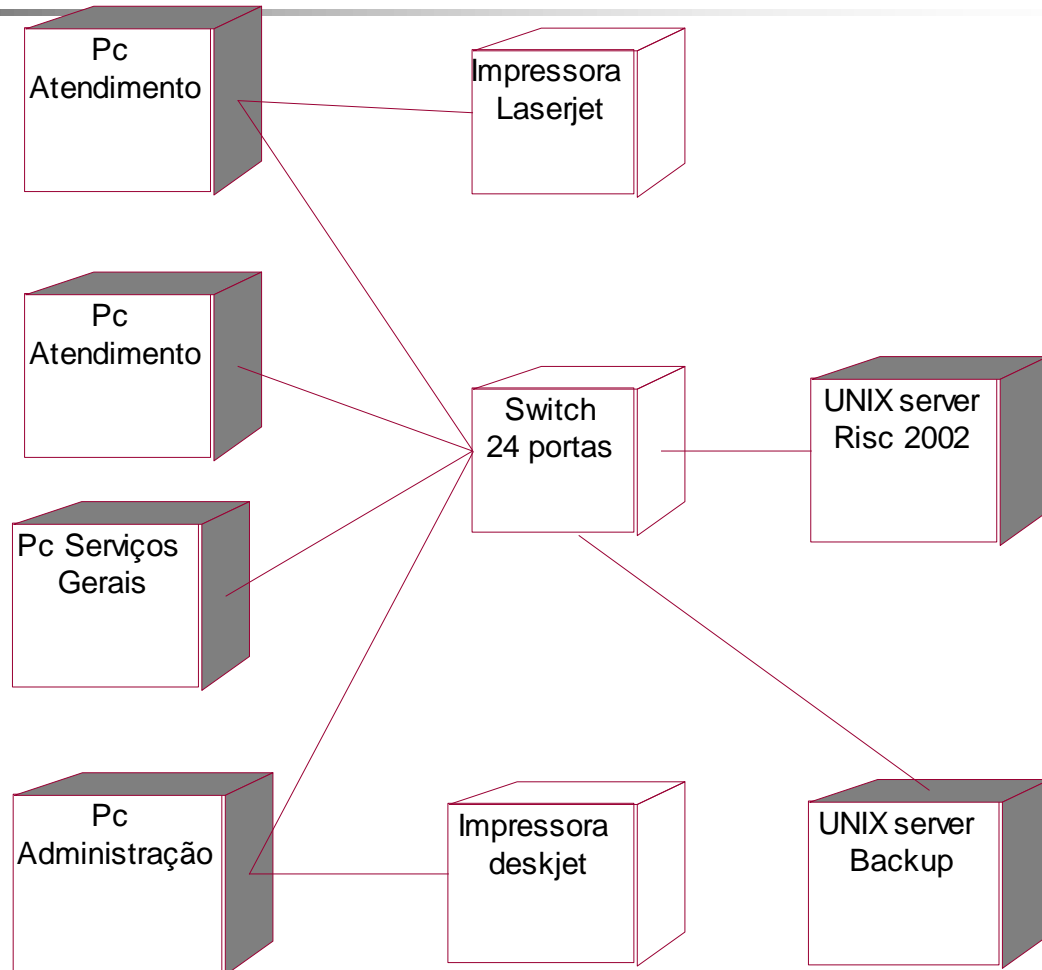 Pc
Atendimento
Impressora
Laserjet
Pc
Atendimento
Switch
24 portas
UNIX server
Risc 2002
Pc Serviços
Gerais
Pc
Administração
Impressora
deskjet
UNIX server
Backup